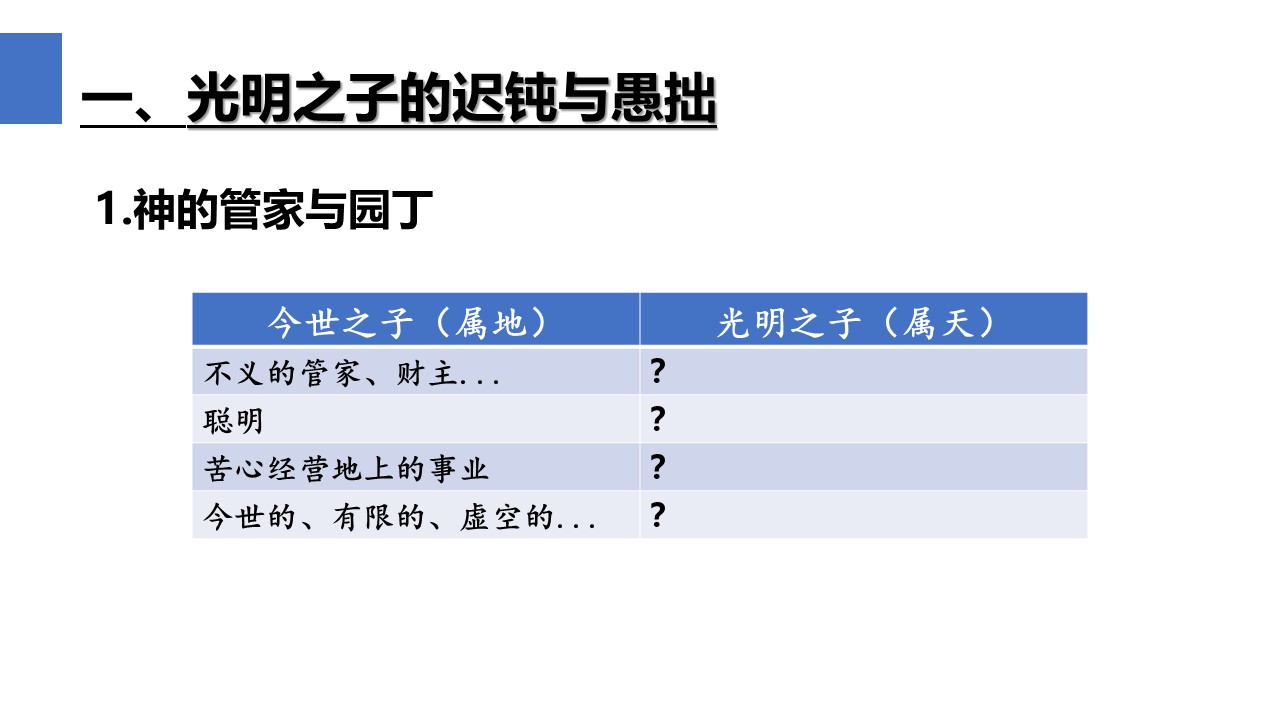 一、光明之子的迟钝与愚拙
1.神的管家与园丁
今世之子（属地） 光明之子（属天）
不义的管家、财主... ?
聪明 ?
苦心经营地上的事业 ?
今世的、有限的、虚空的... ?